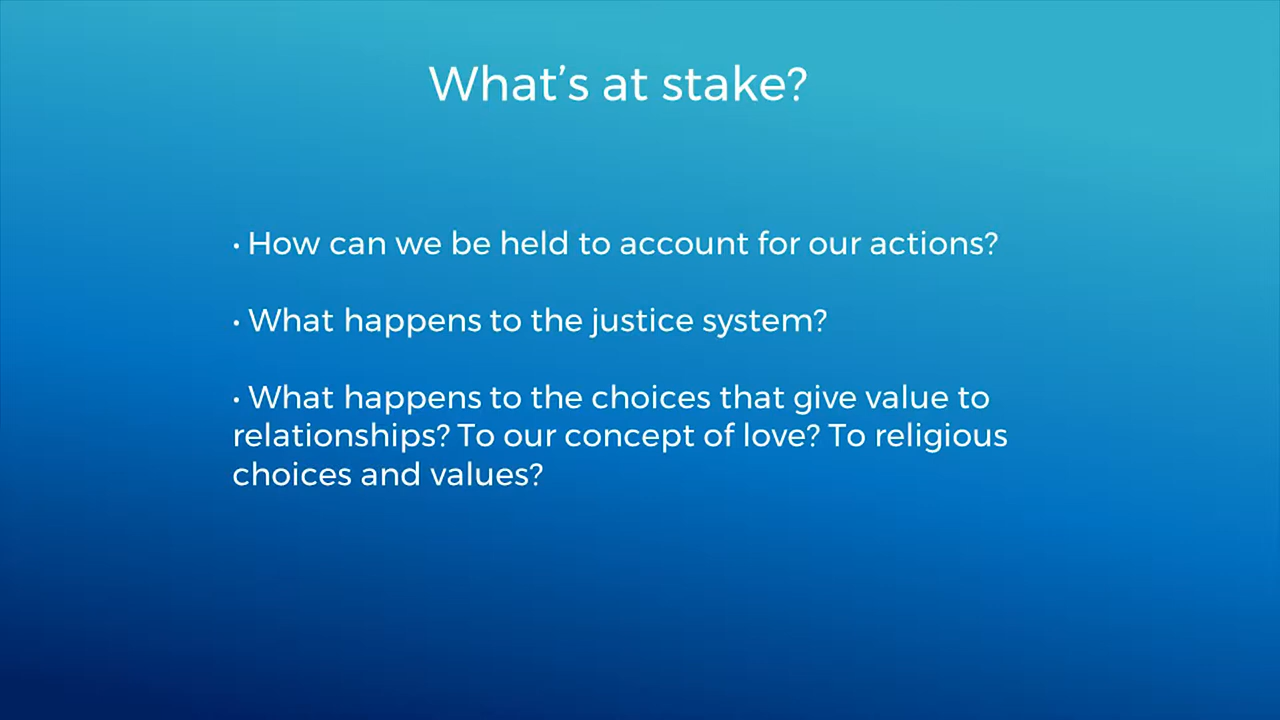 What’s at stake?
• How can we be held to account for our actions?
• What happens to the justice system?
• What happens to the choices that give value to
relationships? To our concept of love? To religious
choices and values?